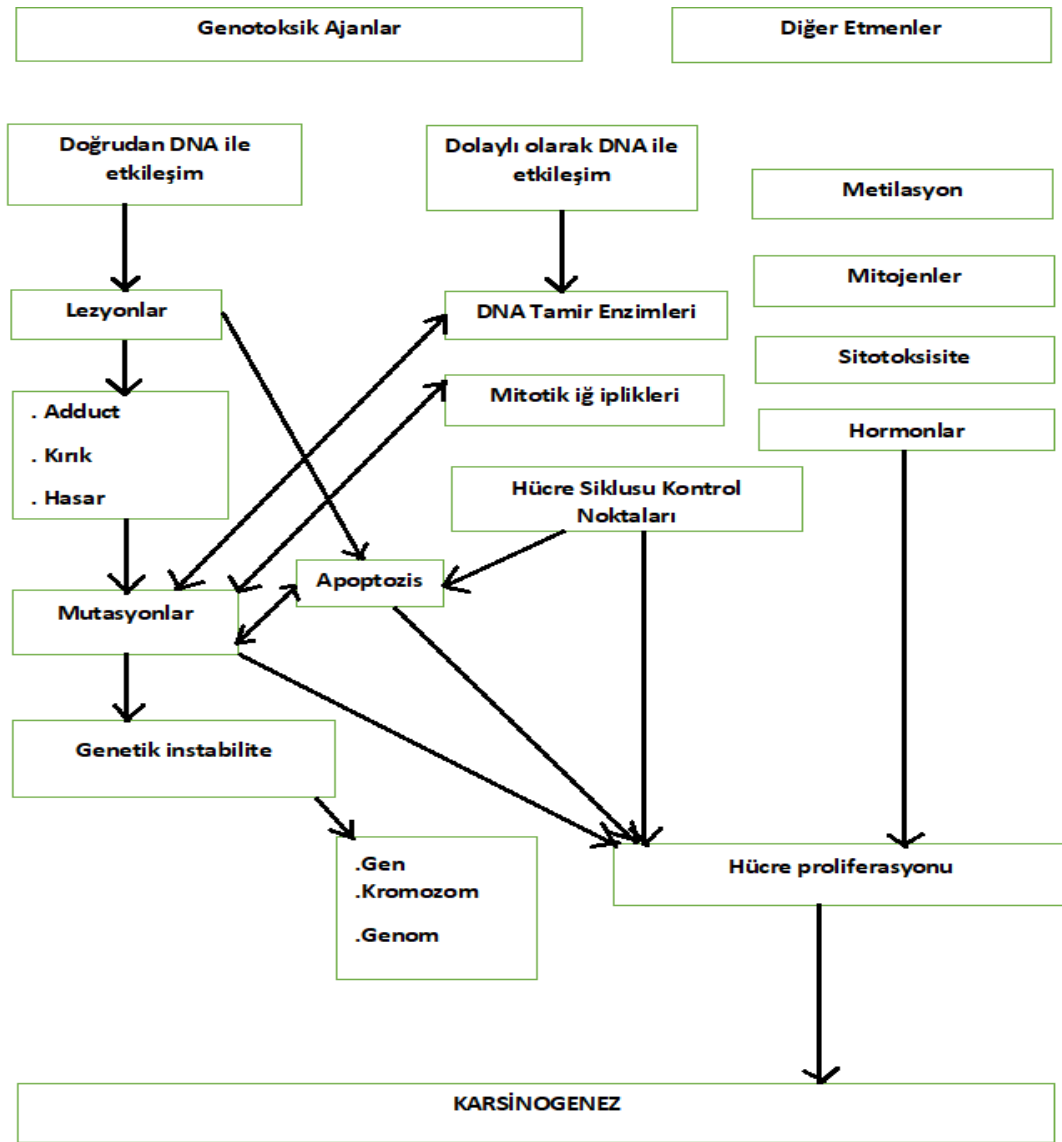 Genotoksik Ajanlar
Diğer Etmenler
Doğrudan DNA ile
etkileşim
Dolaylı olarak DNA ile
etkileşim
Metilasyon
Mitojenler
Lezyonlar
DNA Tamir Enzimleri
Sitotoksisite
Mitotik iğ iplikleri
. Adduct
. Kırık
. Hasar
Hormonlar
Hücre Siklusu Kontrol
Noktaları
Apoptozis
Mutasyonlar
Genetik instabilite
.Gen
.Kromozom
.Genom
Hücre proliferasyonu
KARSİNOGENEZ